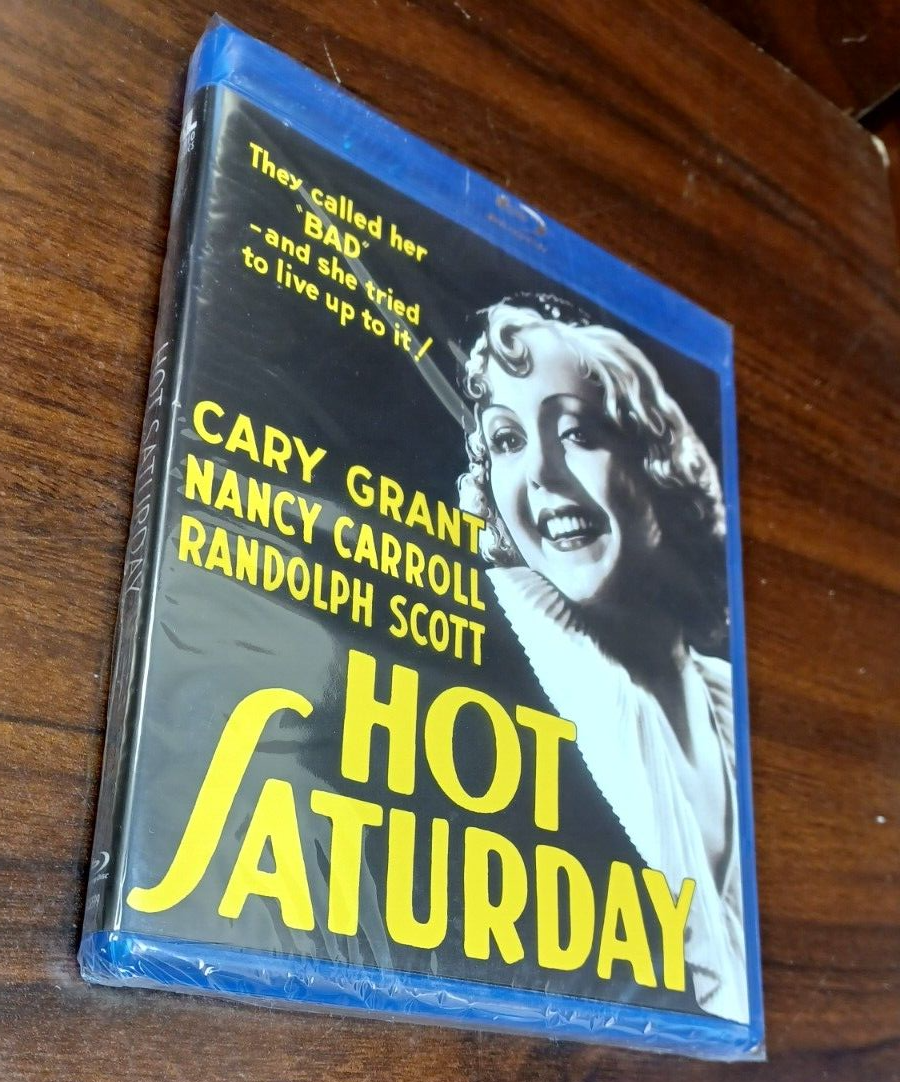 They called her
"BAD"
-and she tried
to live up to it!
CARY GRANT
NANCY CARROLL
RANDOLPH SCOTT
HOT
SATURDAY
HOT SATURDAY